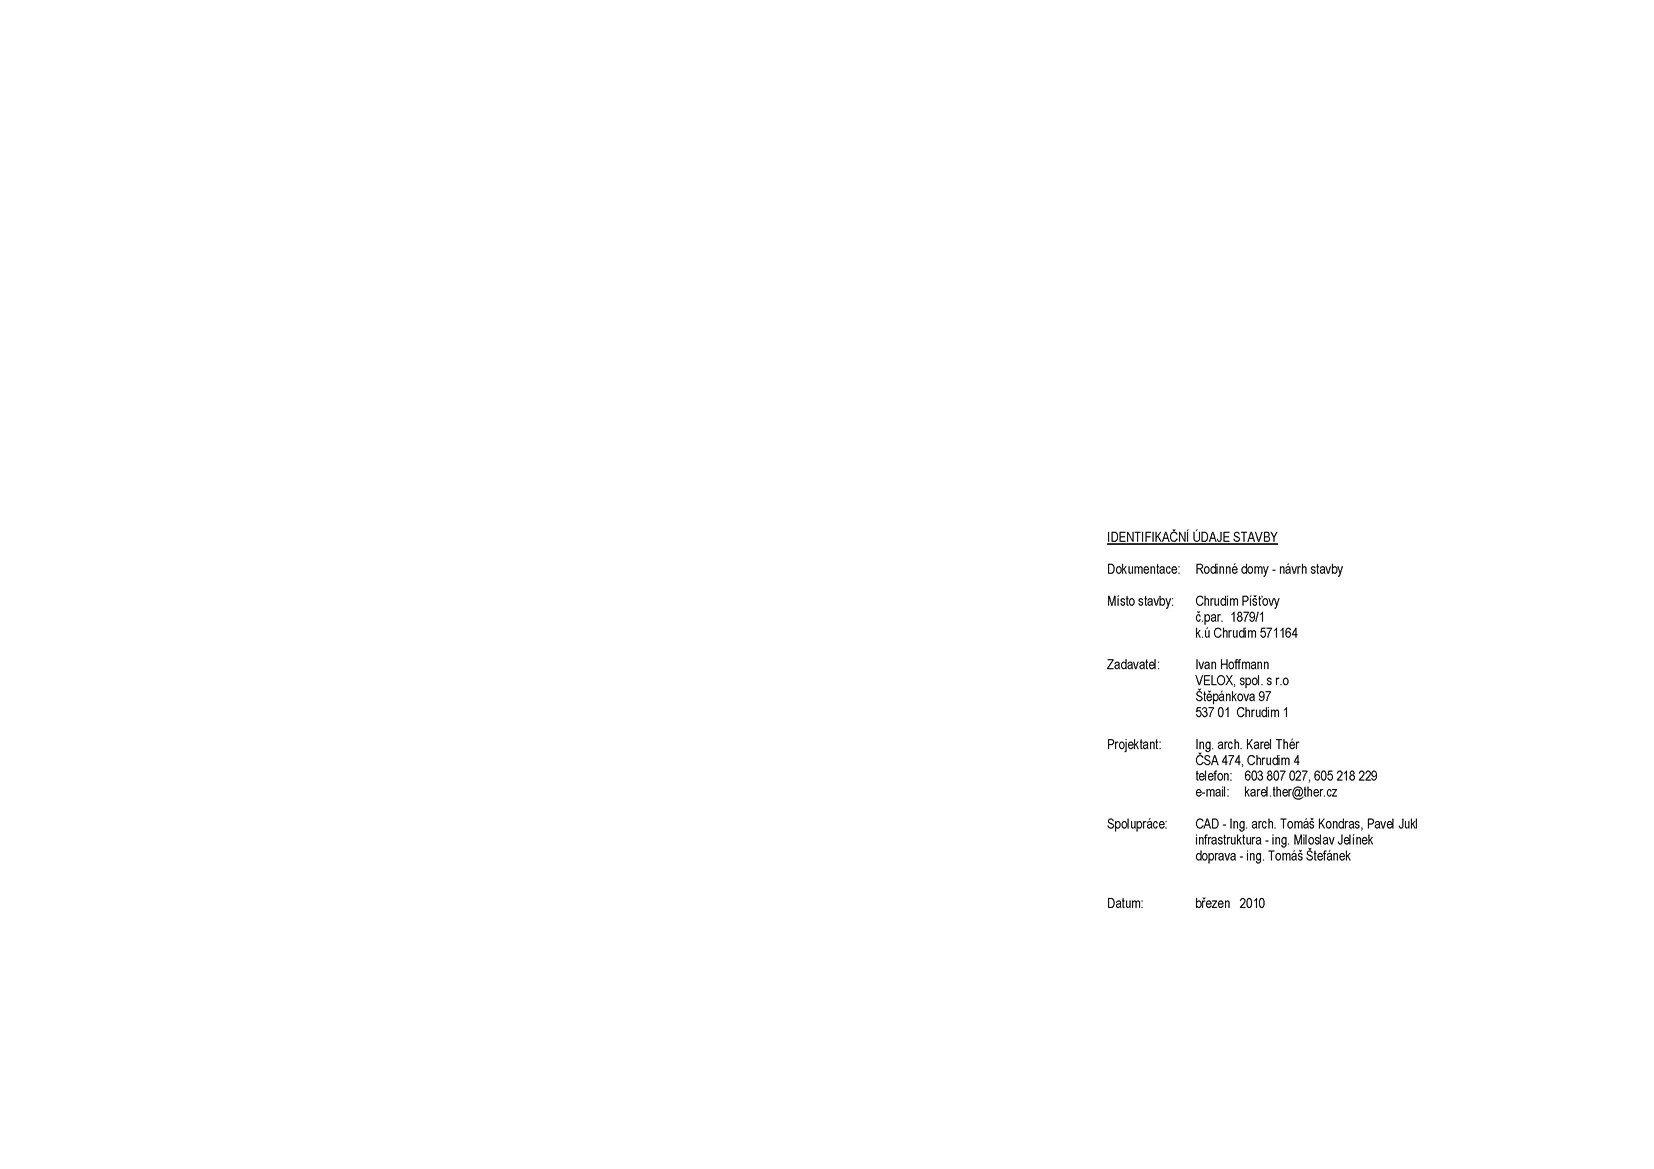 IDENTIFIKAČNÍ ÚDAJE STAVBY
Dokumentace: Rodinné domy - návrh stavby
Místo stavby: Chrudim Píšťovy
č.par. 1879/1
k.ú Chrudim 571164
Zadavatel: Ivan Hoffmann
VELOX, spol. s r.o
Štěpánkova 97
537 01 Chrudim 1
Projektant: Ing. arch. Karel Thér
ČSA 474, Chrudim 4
telefon: 603 807 027, 605 218 229
e-mail: karel.ther@ther.cz
Spolupráce: CAD - Ing. arch. Tomáš Kondras, Pavel Jukl
infrastruktura - ing. Miloslav Jelínek
doprava - ing. Tomáš Štefánek
Datum: březen 2010